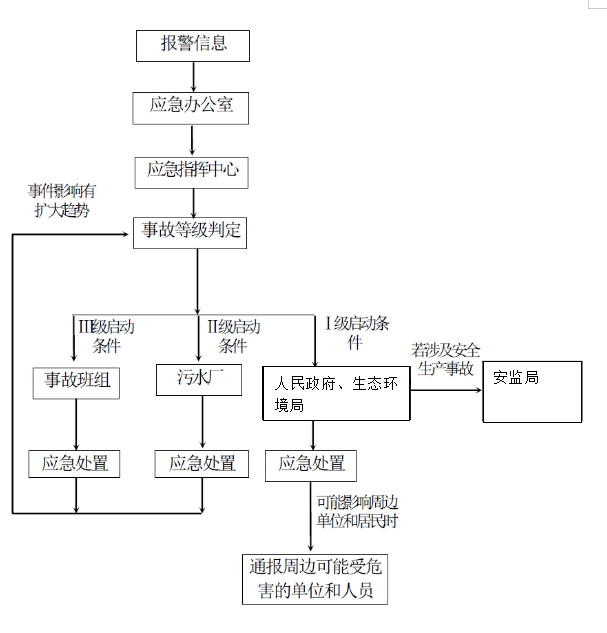 报警信息
应急办公室
应急指挥中心
事件影响有
扩大趋势
事故等级判定
III级启动
条件
II级启动
条件
I级启动条
件
若涉及安全
生产事故
事故班组
污水厂
人民政府、生态环
境局
安监局
应急处置
应急处置
应急处置
可能影响周边
单位和居民时
通报周边可能受危
害的单位和人员